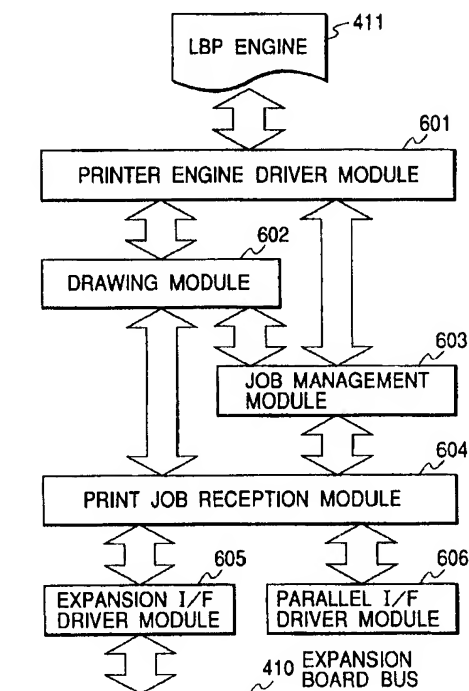 411
LBP ENGINE
601
PRINTER ENGINE DRIVER MODULE
602
DRAWING MODULE
603
JOB MANAGEMENT
MODULE
604
PRINT JOB RECEPTION MODULE
605
EXPANSION I/F
DRIVER MODULE
606
PARALLEL I/F
DRIVER MODULE
410 EXPANSION
BOARD BUS